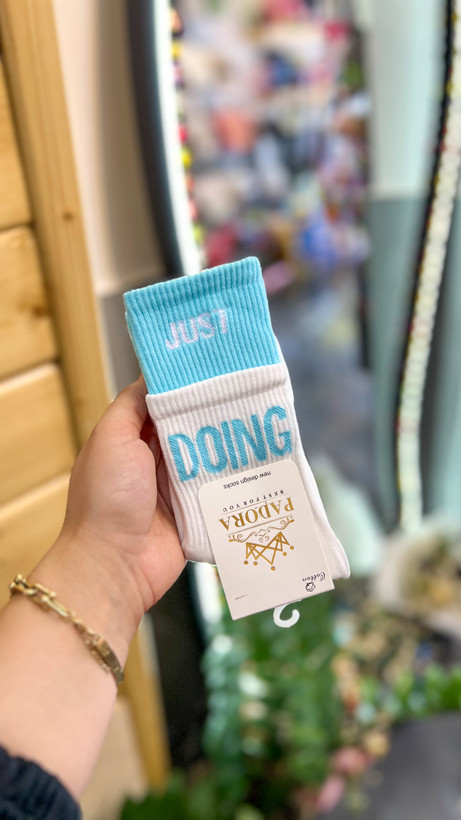 JUST
DOING
new design socks
BEST FOR YOU
PADORA
Cotton